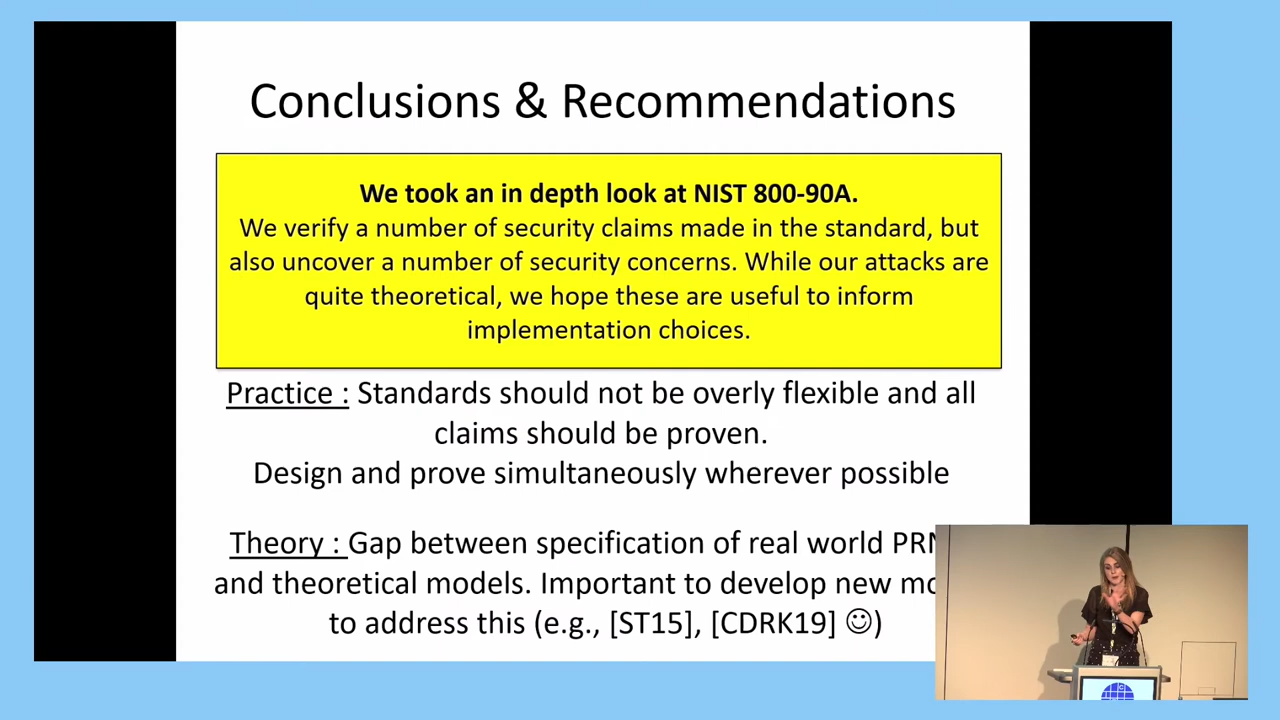 Conclusions & Recommendations
We took an in depth look at NIST 800-90A.
We verify a number of security claims made in the standard, but
also uncover a number of security concerns. While our attacks are
quite theoretical, we hope these are useful to inform
implementation choices.
Practice : Standards should not be overly flexible and all
claims should be proven.
Design and prove simultaneously wherever possible
Theory : Gap between specification of real world
and theoretical models. Important to develop new
to address this (e.g., [ST15], [CDRK19] ☺)